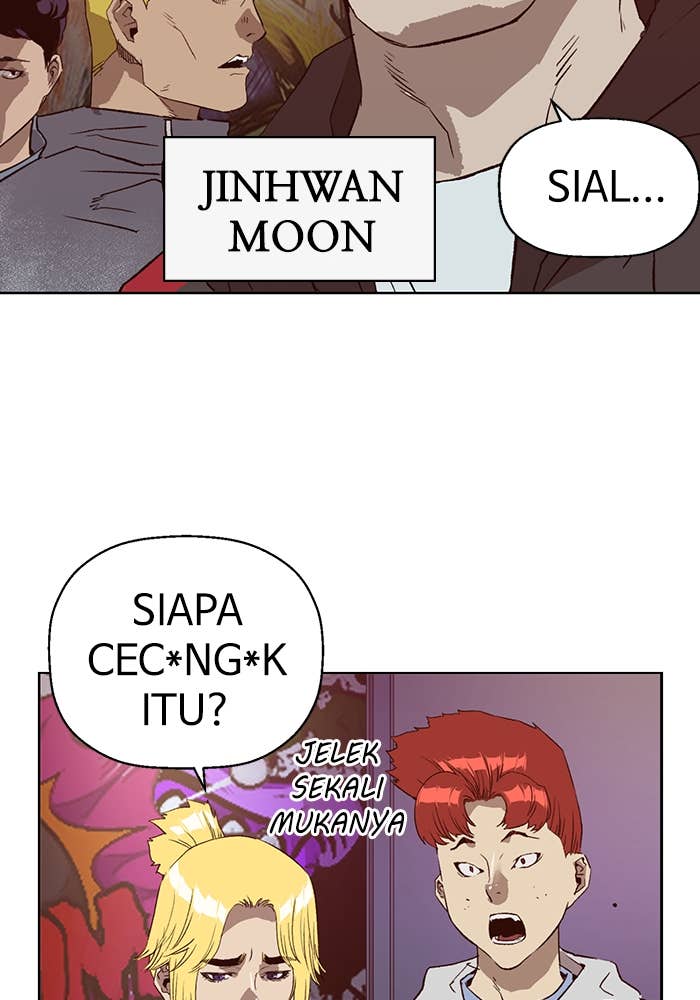 JINHWAN
MOON
SIAL...
SIAPA
CEC*NG*K
ITU?
JELEK
SEKALI
MUKANYA